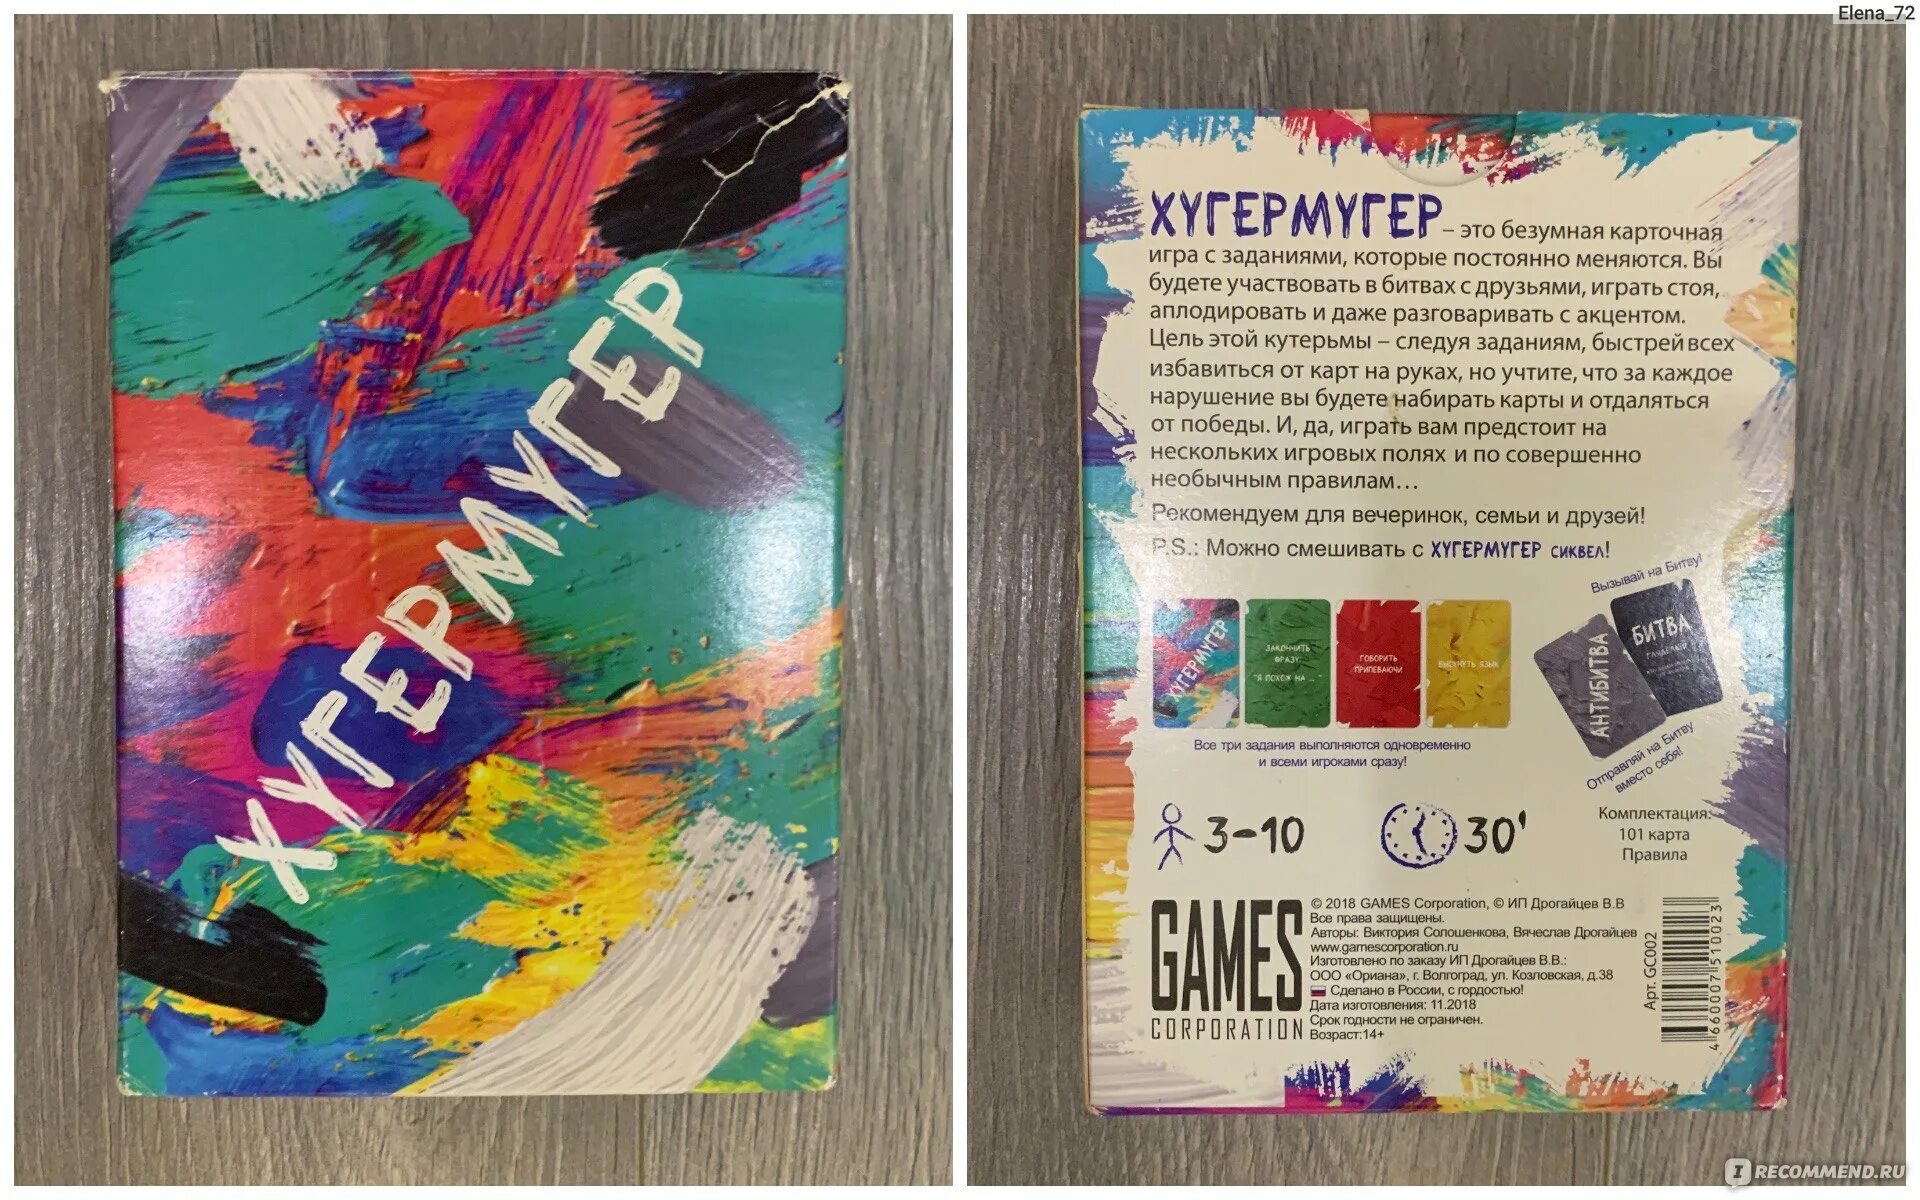 Elena_72
ХУГЕРМУГЕР
ХУГЕРМУГЕР – это безумная карточная
игра с заданиями, которые постоянно меняются. Вы
будете участвовать в битвах с друзьями, играть стоя,
аплодировать и даже разговаривать с акцентом.
Цель этой кутерьмы – следуя заданиям, быстрей всех
избавиться от карт на руках, но учтите, что за каждое
нарушение вы будете набирать карты и отдаляться
от победы. И, да, играть вам предстоит на
нескольких игровых полях и по совершенно
необычным правилам...
Рекомендуем для вечеринок, семьи и друзей!
P.S.: Можно смешивать с ХУГЕРМУГЕР СИКВЕЛ!
Вызывай на Битву!
ХУГЕРМУГЕР
ЗАКОНЧИТЬ
ФРАЗУ
"Я ПОХОЖ НА ... "
ГОВОРИТЬ
ПРИПЕВАЮЧИ
ВЫСУНУТЬ ЯЗЫК
АНТИБИТВА
БИТВА
Отправляй на Битву
вместо себя!
Все три задания выполняются одновременно
и всеми игроками сразу!
3-10
30'
Комплектация:
101 карта
Правила
GAMES
CORPORATION
© 2018 GAMES Corporation, © ИП Дрогайцев В.В
Все права защищены.
Авторы: Виктория Солошенкова, Вячеслав Дрогайцев
www.gamescorporation.ru
Изготовлено по заказу ИП Дрогайцев В.В.:
ООО «Ориана», г. Волгоград, ул. Козловская, д.38
Сделано в России, с гордостью!
Дата изготовления: 11.2018
Срок годности не ограничен.
Возраст:14+
Арт. GC002
4 660007 510023
IRECOMMEND.RU